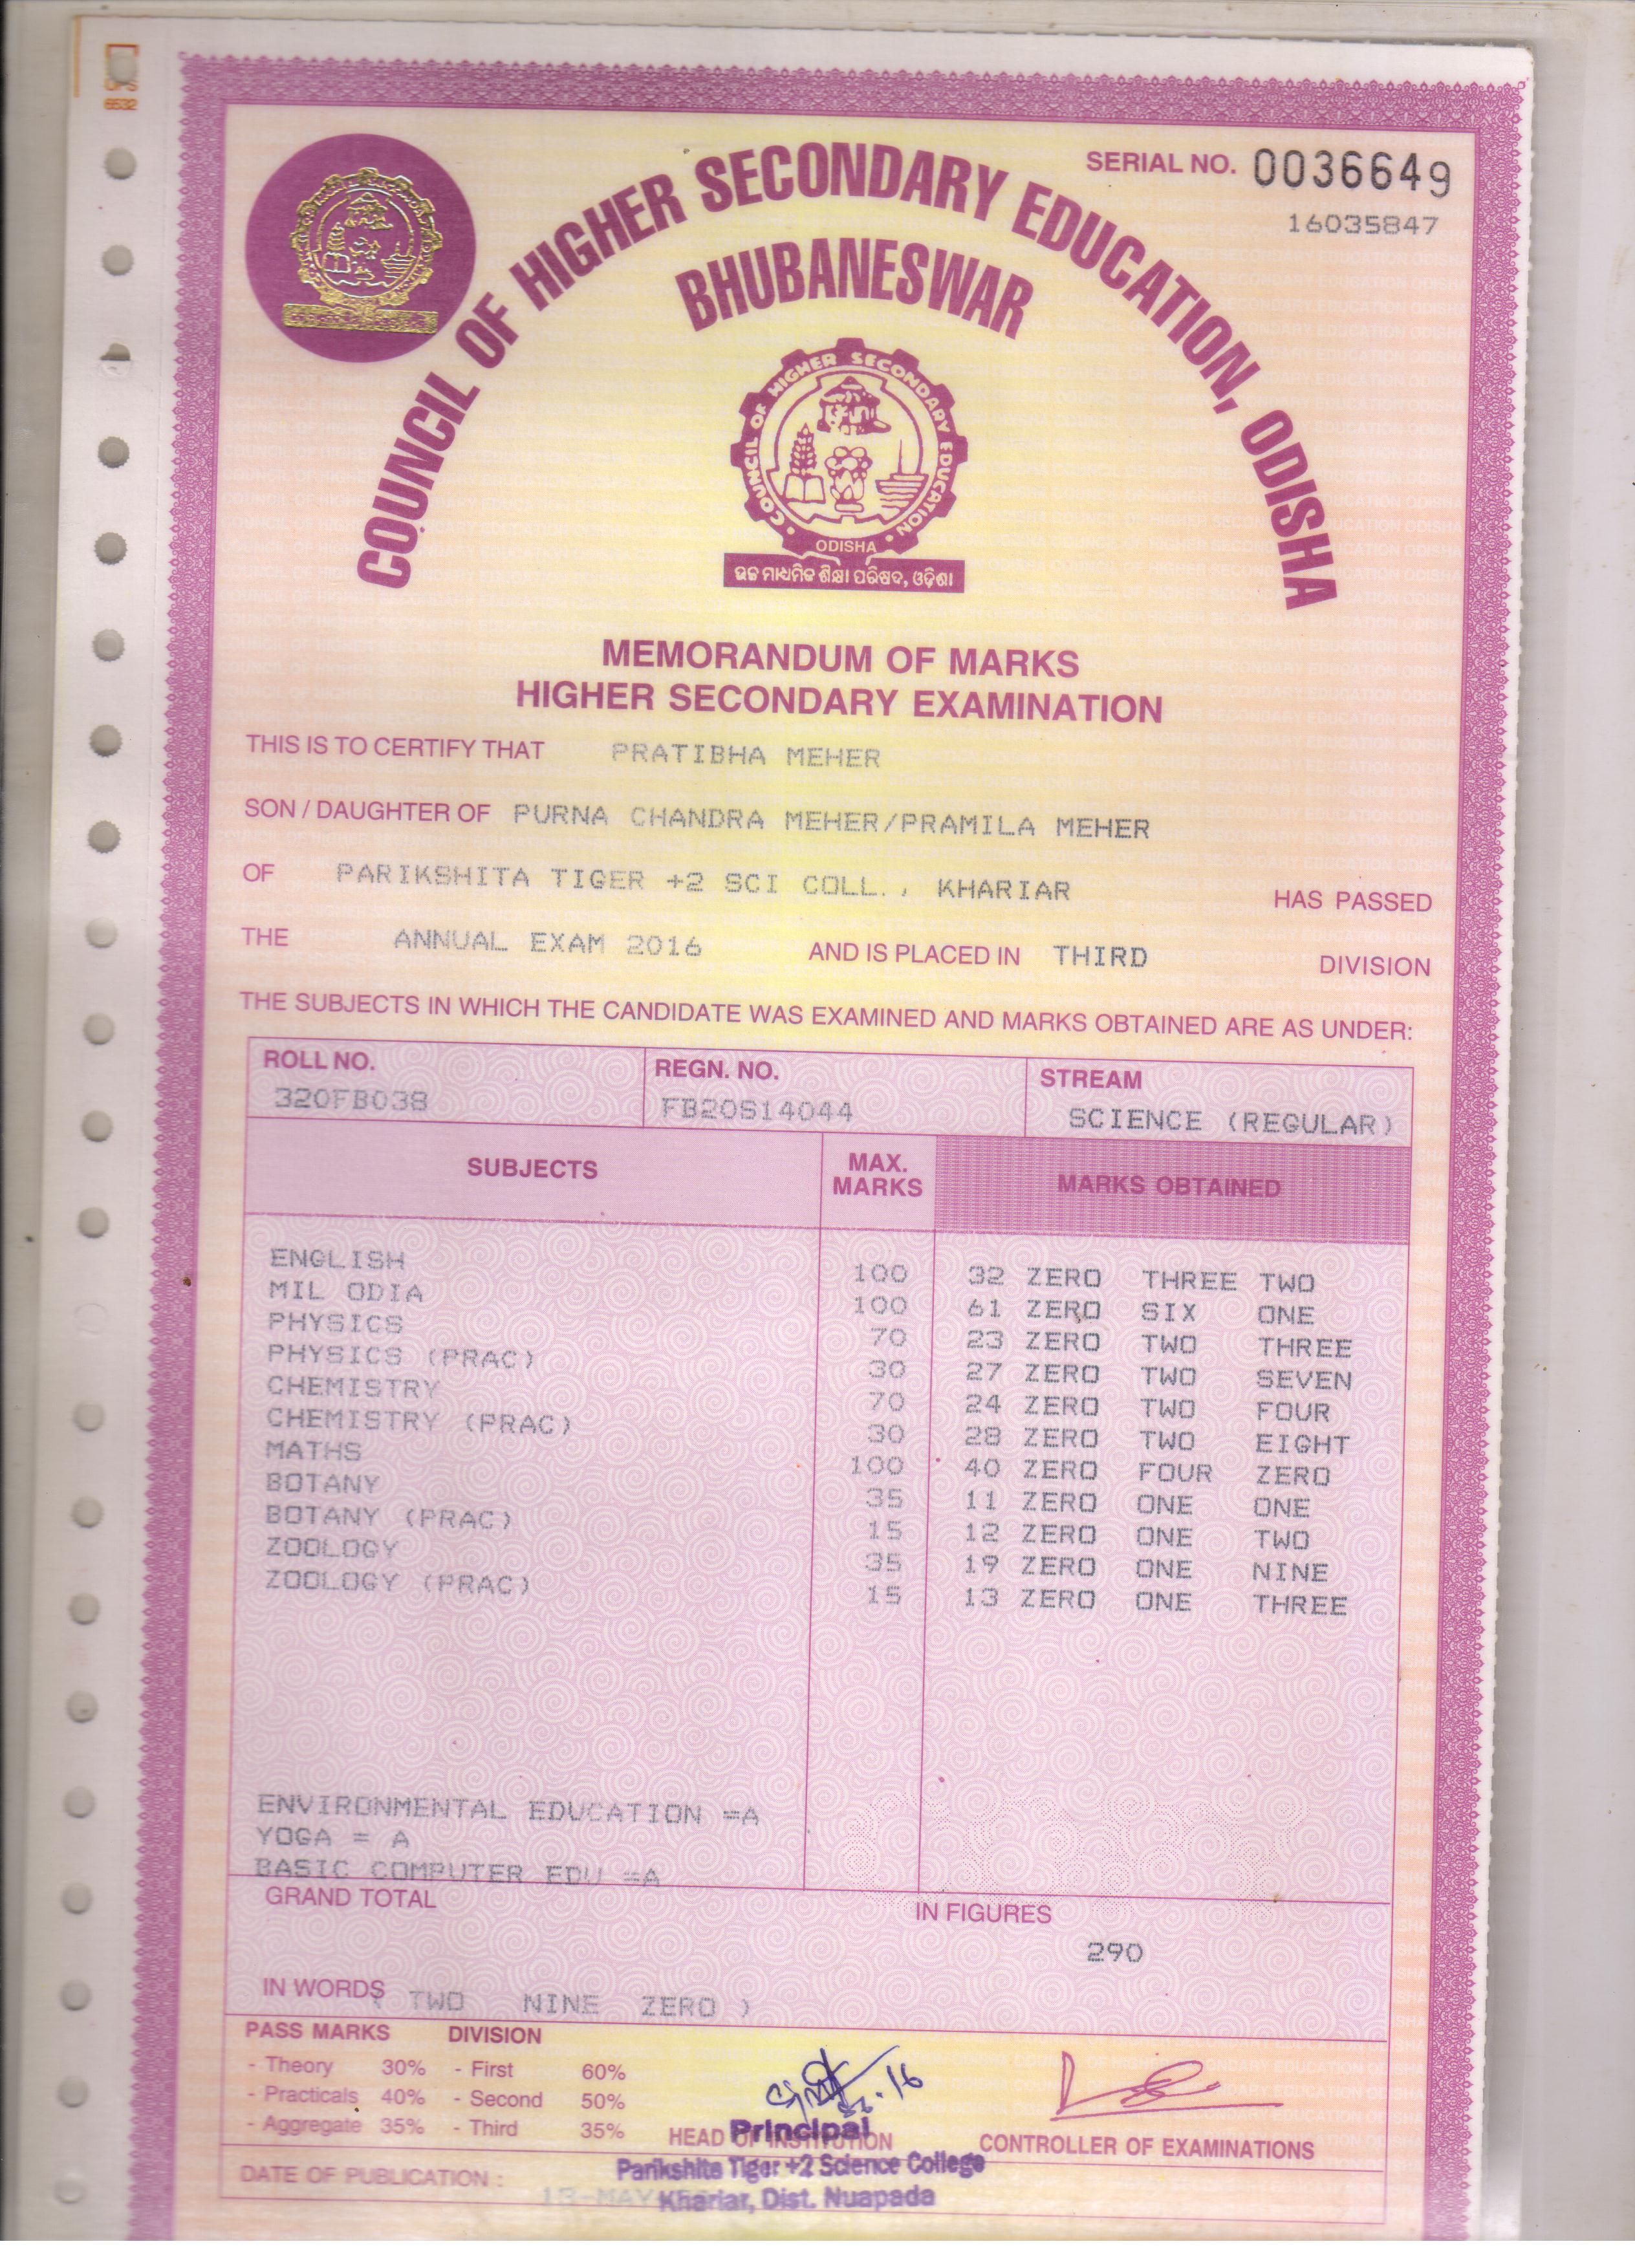 OPS
6532
SERIAL NO. 0036649
16035847
COUNCIL OF HIGHER SECONDARY EDUCATION, ODISHA
BHUBANESWAR
COUNCIL OF HIGHER SECONDARY EDUCATION
ODISHA
ଉଚ୍ଚ ମାଧ୍ୟମିକ ଶିକ୍ଷା ପରିଷଦ, ଓଡ଼ିଶା
MEMORANDUM OF MARKS
HIGHER SECONDARY EXAMINATION
THIS IS TO CERTIFY THAT PRATIBHA MEHER
SON / DAUGHTER OF PURNA CHANDRA MEHER/PRAMILA MEHER
OF PARIKSHITA TIGER +2 SCI COLL., KHARIAR HAS PASSED
THE ANNUAL EXAM 2016 AND IS PLACED IN THIRD DIVISION
THE SUBJECTS IN WHICH THE CANDIDATE WAS EXAMINED AND MARKS OBTAINED ARE AS UNDER:
ROLL NO. REGN. NO. STREAM
320FB038 FB20S14044 SCIENCE (REGULAR)
SUBJECTS MAX. MARKS MARKS OBTAINED
ENGLISH 100 32 ZERO THREE TWO
MIL ODIA 100 61 ZERO SIX ONE
PHYSICS 70 23 ZERO TWO THREE
PHYSICS (PRAC) 30 27 ZERO TWO SEVEN
CHEMISTRY 70 24 ZERO TWO FOUR
CHEMISTRY (PRAC) 30 28 ZERO TWO EIGHT
MATHS 100 40 ZERO FOUR ZERO
BOTANY 35 11 ZERO ONE ONE
BOTANY (PRAC) 15 12 ZERO ONE TWO
ZOOLOGY 35 19 ZERO ONE NINE
ZOOLOGY (PRAC) 15 13 ZERO ONE THREE
ENVIRONMENTAL EDUCATION =A
YOGA = A
BASIC COMPUTER EDU =A
GRAND TOTAL IN FIGURES
290
IN WORDS ( TWO NINE ZERO )
PASS MARKS DIVISION
- Theory 30% - First 60%
- Practicals 40% - Second 50%
- Aggregate 35% - Third 35%
HEAD OF INSTITUTION CONTROLLER OF EXAMINATIONS
Principal
Parikshita Tiger +2 Science College
Khariar, Dist. Nuapada
DATE OF PUBLICATION :
18-MAY